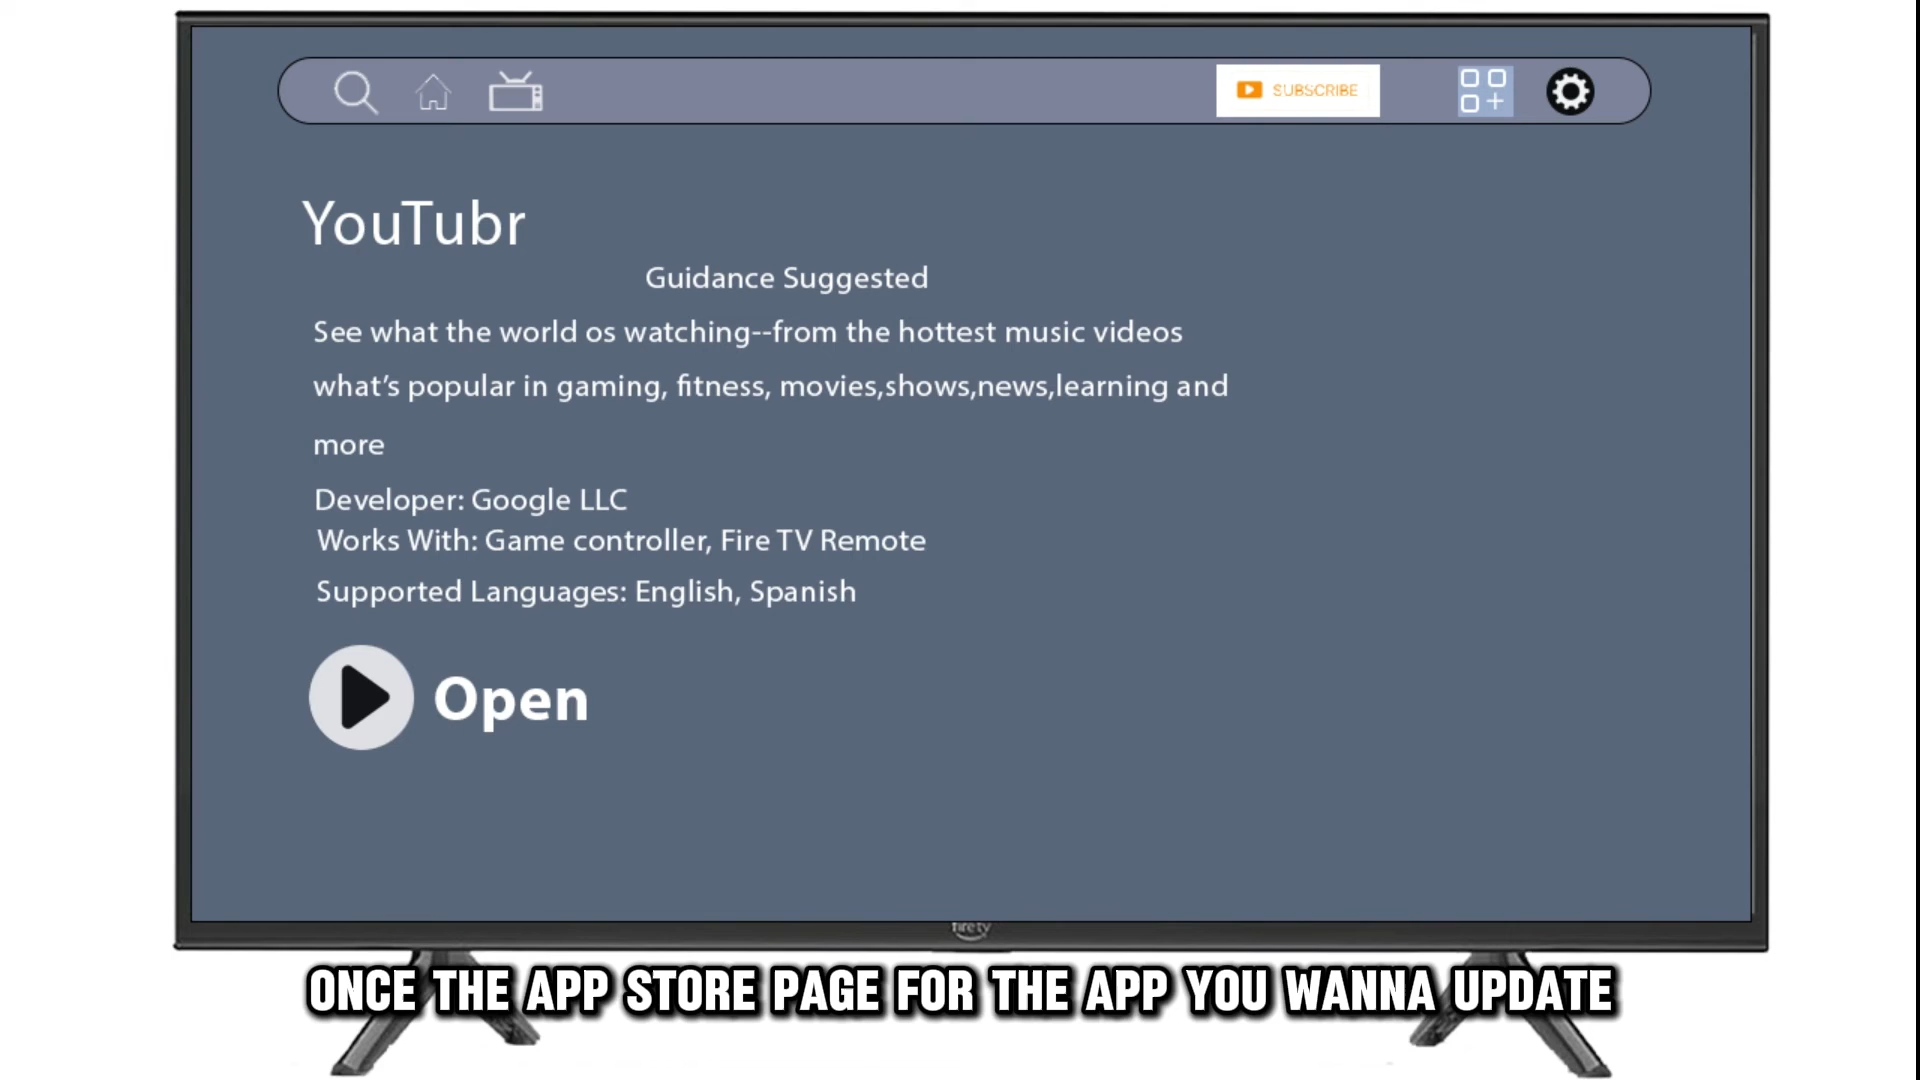 SUBSCRIBE
YouTubr
Guidance Suggested
See what the world os watching--from the hottest music videos
what's popular in gaming, fitness, movies,shows,news,learning and
more
Developer: Google LLC
Works With: Game controller, Fire TV Remote
Supported Languages: English, Spanish
Open
firetv
ONCE THE APP STORE PAGE FOR THE APP YOU WANNA UPDATE